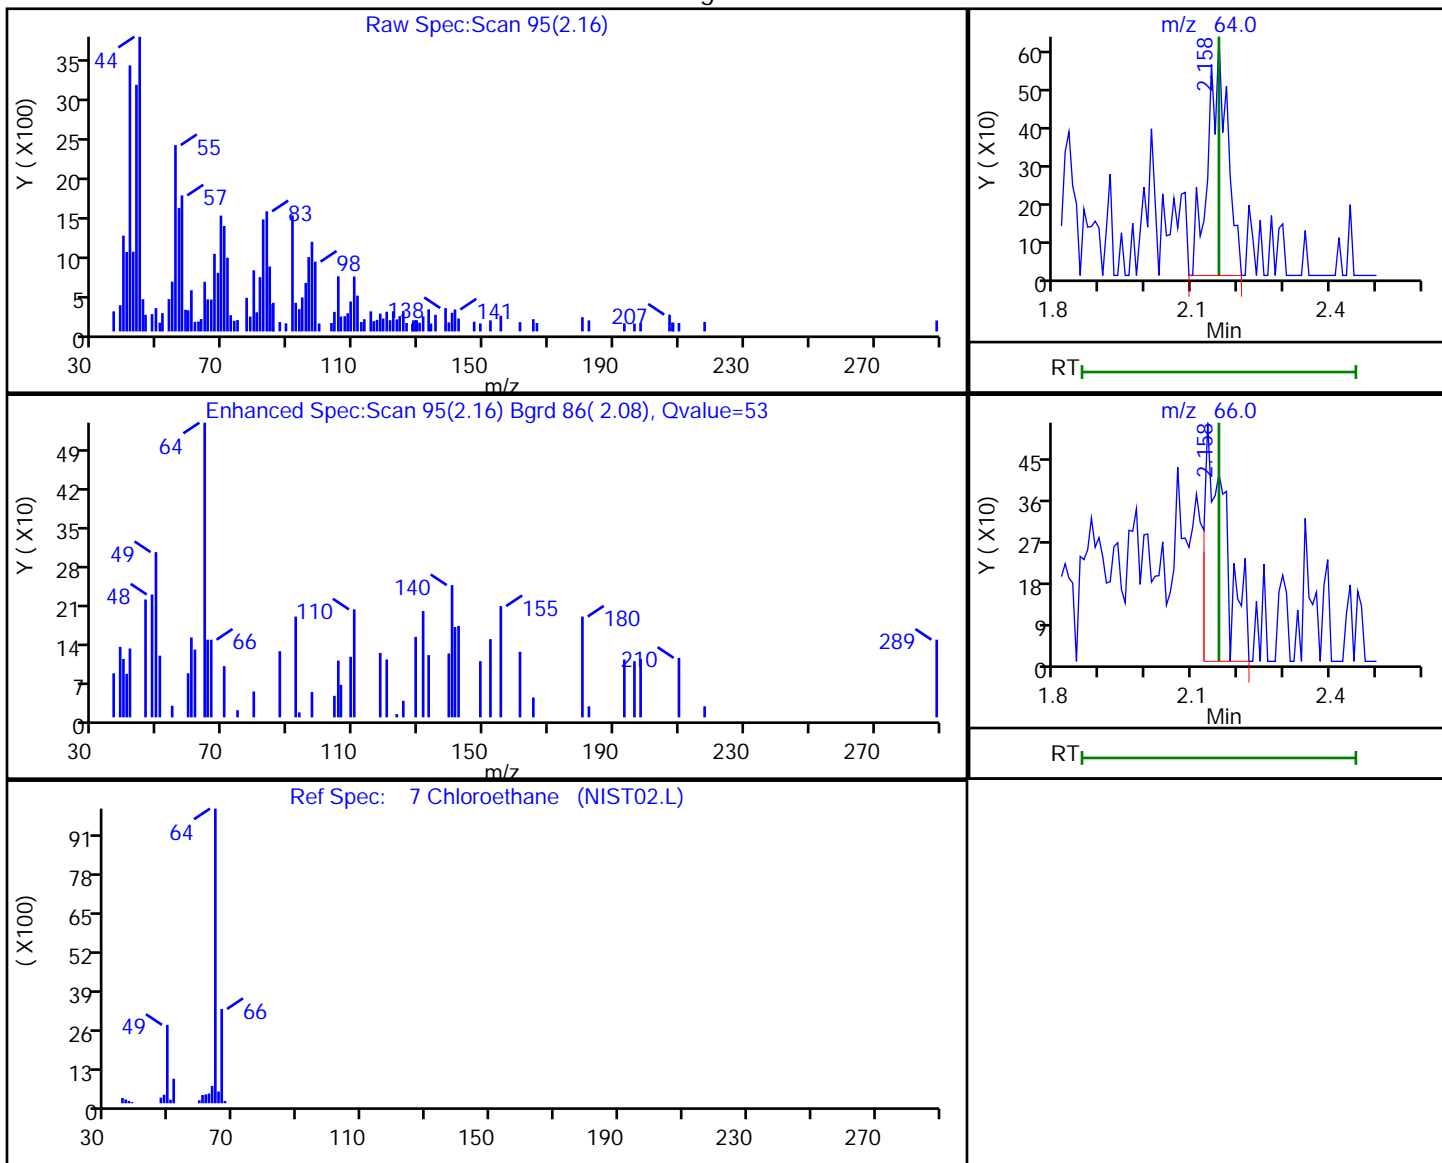 Raw Spec:Scan 95(2.16)
Y ( X100)
35
30
25
20
15
10
5
0
44
55
57
83
98
138
141
207
30 70 110 150 190 230 270
m/z
m/z 64.0
Y ( X10)
60
50
40
30
20
10
0
2.158
1.8 2.1 2.4
Min
RT
Enhanced Spec:Scan 95(2.16) Bgrd 86( 2.08), Qvalue=53
Y ( X10)
49
42
35
28
21
14
7
0
64
49
48
66
110
140
155
180
210
289
30 70 110 150 190 230 270
m/z
m/z 66.0
Y ( X10)
45
36
27
18
9
0
2.158
1.8 2.1 2.4
Min
RT
Ref Spec: 7 Chloroethane (NIST02.L)
( X100)
91
78
65
52
39
26
13
0
64
49
66
30 70 110 150 190 230 270